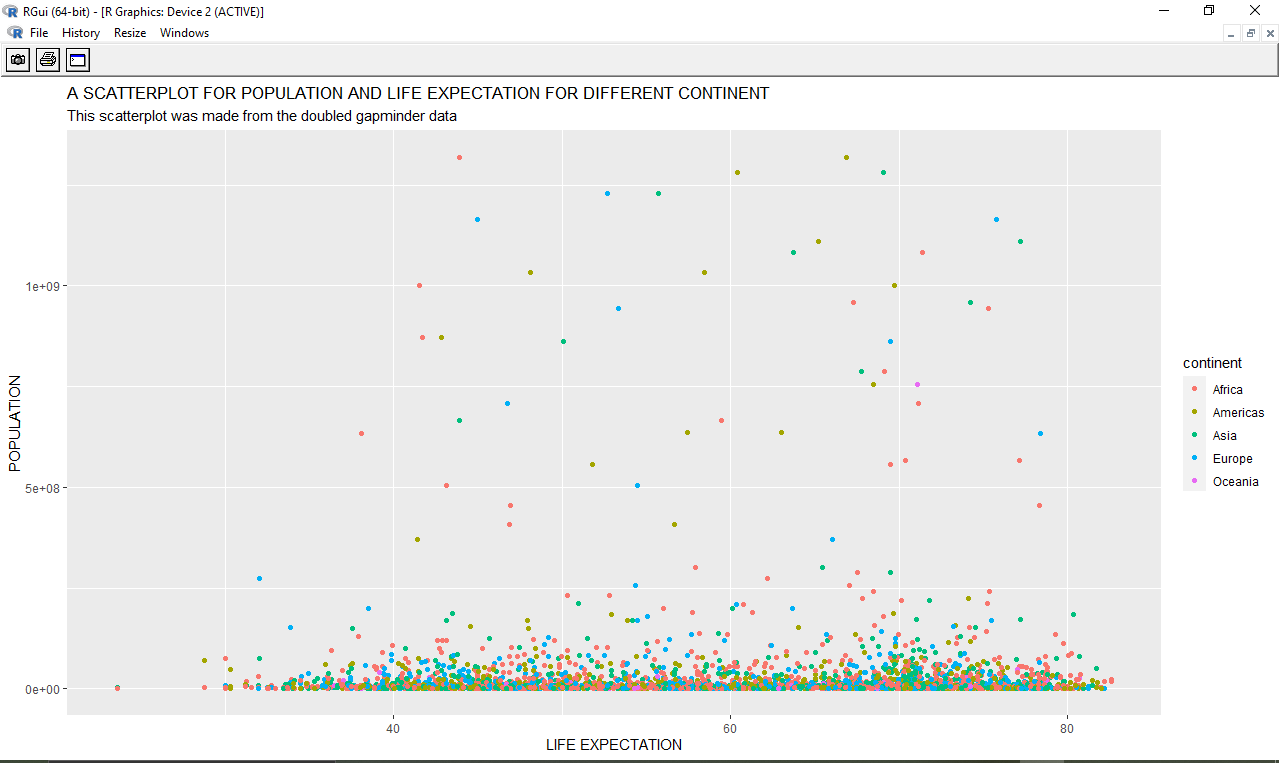 RGui (64-bit) - [R Graphics: Device 2 (ACTIVE)]
File History Resize Windows
A SCATTERPLOT FOR POPULATION AND LIFE EXPECTATION FOR DIFFERENT CONTINENT
This scatterplot was made from the doubled gapminder data
POPULATION
1e+09
5e+08
0e+00
40 60 80
LIFE EXPECTATION
continent
Africa
Americas
Asia
Europe
Oceania